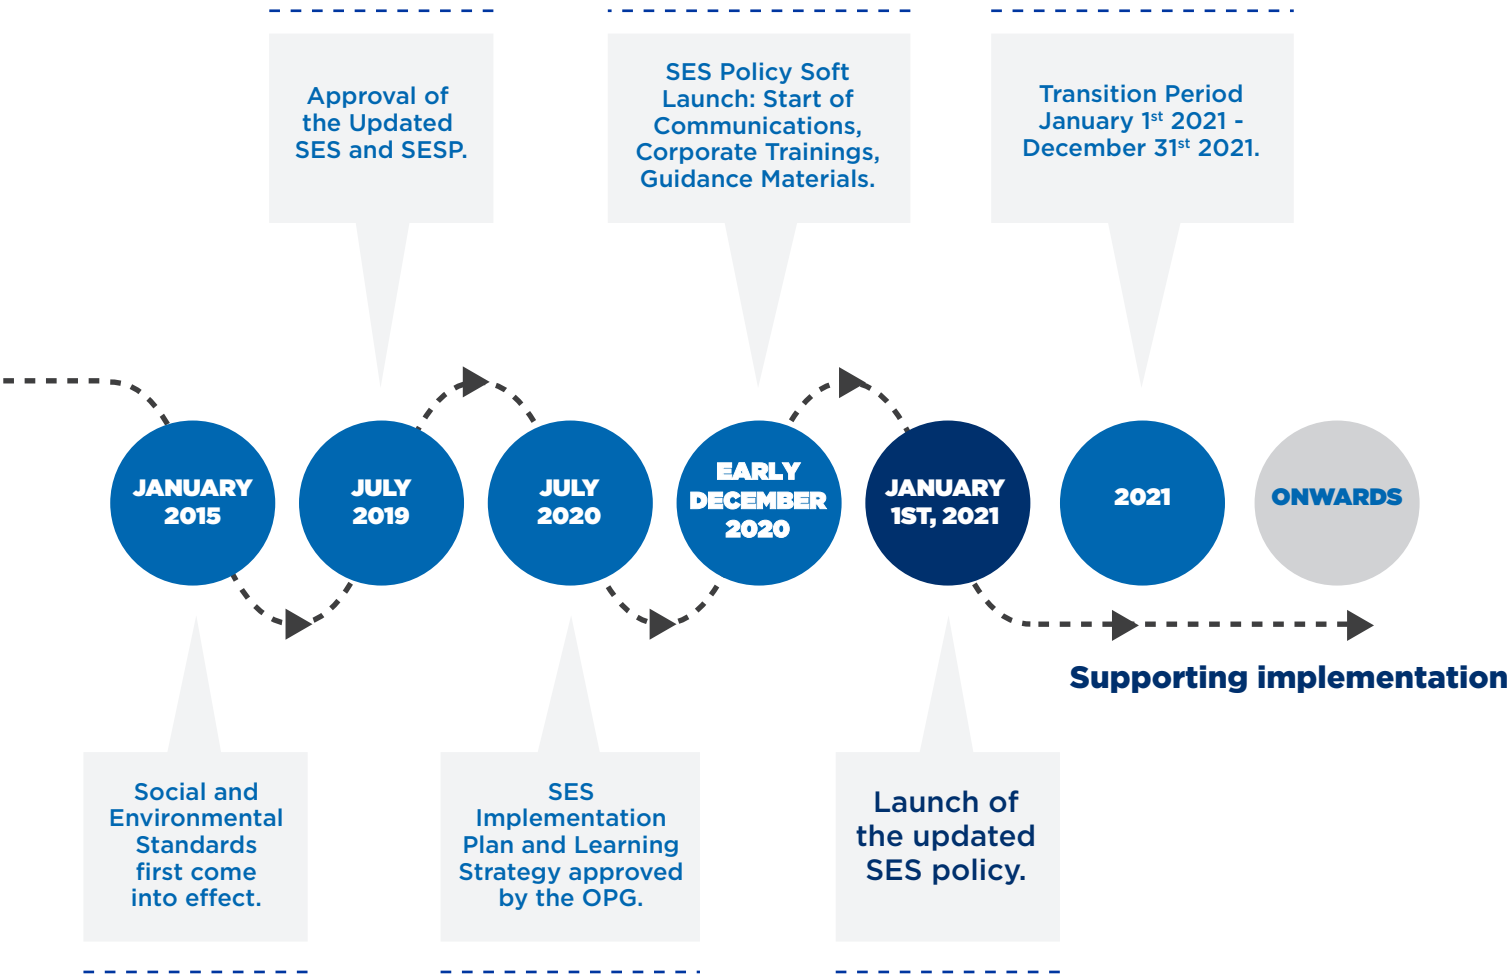 Approval of
the Updated
SES and SESP.
SES Policy Soft
Launch: Start of
Communications,
Corporate Trainings,
Guidance Materials.
Transition Period
January 1st 2021 -
December 31st 2021.
JANUARY
2015
JULY
2019
JULY
2020
EARLY
DECEMBER
2020
JANUARY
1ST, 2021
2021
ONWARDS
Supporting implementation
Social and
Environmental
Standards
first come
into effect.
SES
Implementation
Plan and Learning
Strategy approved
by the OPG.
Launch of
the updated
SES policy.